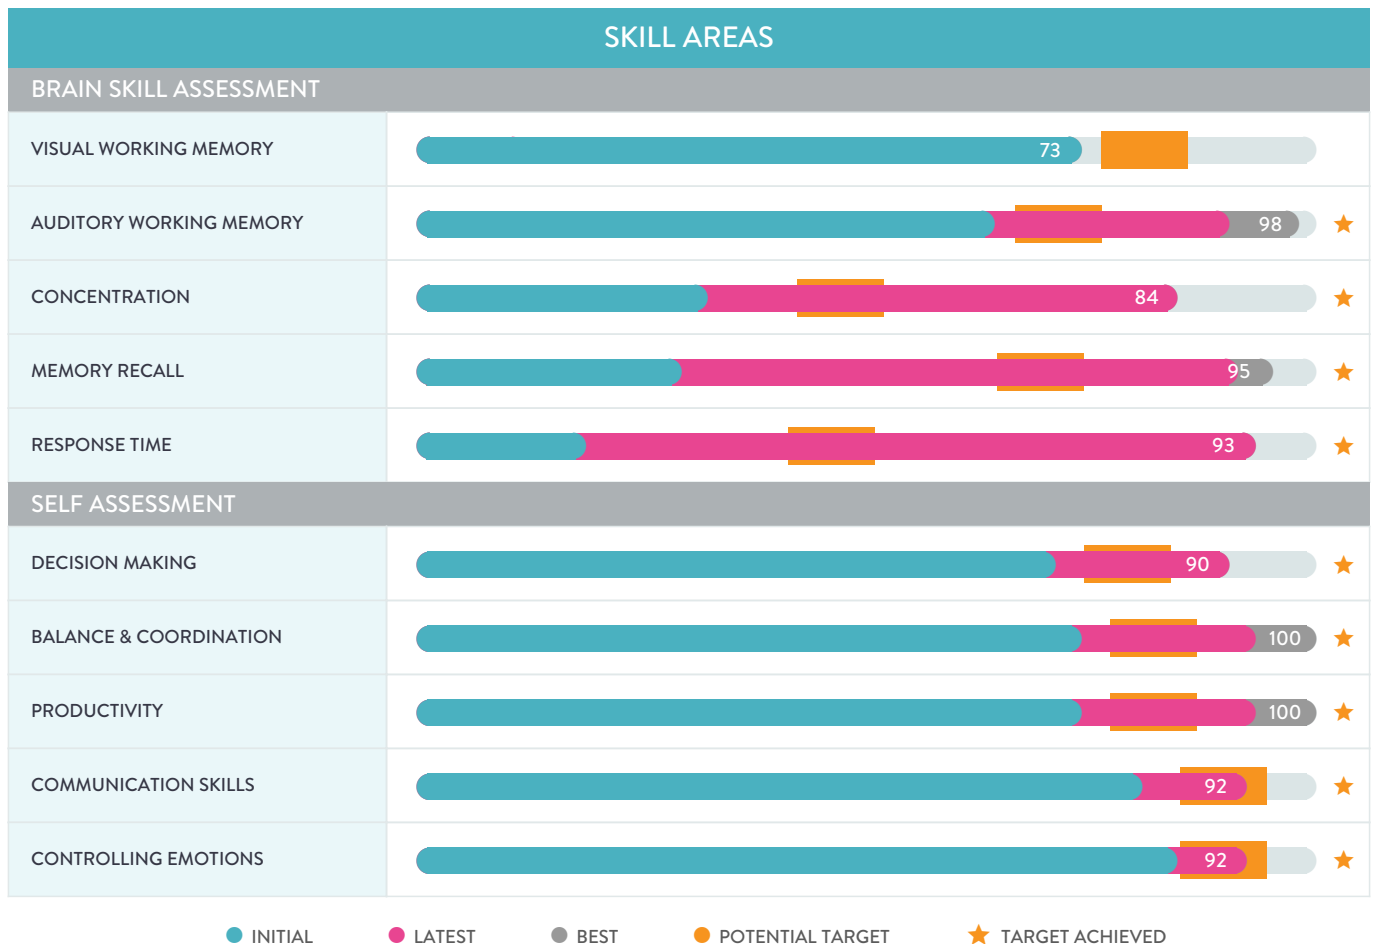 SKILL AREAS
BRAIN SKILL ASSESSMENT
VISUAL WORKING MEMORY 73
AUDITORY WORKING MEMORY 98
CONCENTRATION 84
MEMORY RECALL 95
RESPONSE TIME 93
SELF ASSESSMENT
DECISION MAKING 90
BALANCE & COORDINATION 100
PRODUCTIVITY 100
COMMUNICATION SKILLS 92
CONTROLLING EMOTIONS 92
INITIAL LATEST BEST POTENTIAL TARGET TARGET ACHIEVED